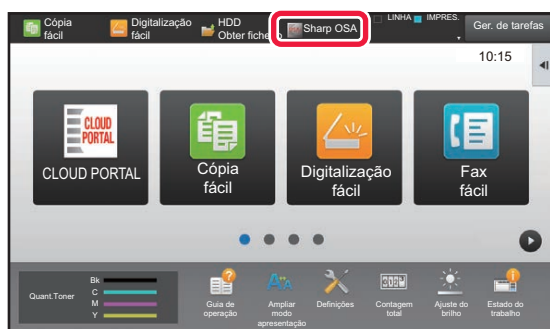 Cópia
fácil
Digitalização
fácil
HDD
Obter fiche o
Sharp OSA
LINHA
IMPRES.
Ger. de tarefas
10:15
CLOUD
PORTAL
CLOUD PORTAL
Cópia
fácil
Digitalização
fácil
Fax
fácil
Quant.Toner
Bk
C
M
Y
Guia de
operação
Ampliar
modo
apresentação
Definições
Contagem
total
Ajuste do
brilho
Estado do
trabalho